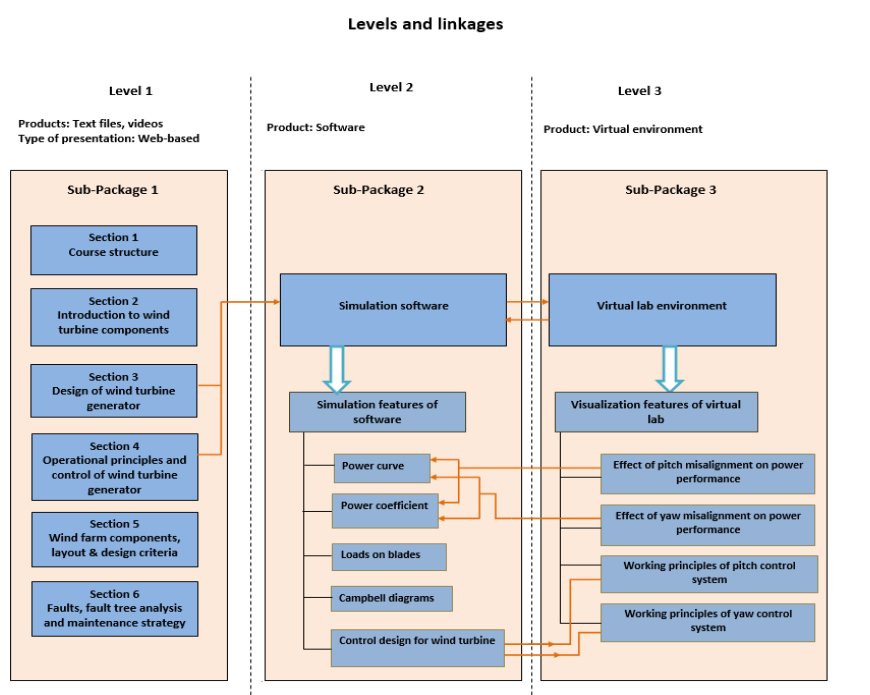 Levels and linkages
Level 1
Products: Text files, videos
Type of presentation: Web-based
Sub-Package 1
Section 1
Course structure
Section 2
Introduction to wind
turbine components
Section 3
Design of wind turbine
generator
Section 4
Operational principles and
control of wind turbine
generator
Section 5
Wind farm components,
layout & design criteria
Section 6
Faults, fault tree analysis
and maintenance strategy
Level 2
Product: Software
Sub-Package 2
Simulation software
Simulation features of
software
Power curve
Power coefficient
Loads on blades
Campbell diagrams
Control design for wind turbine
Level 3
Product: Virtual environment
Sub-Package 3
Virtual lab environment
Visualization features of virtual
lab
Effect of pitch misalignment on power
performance
Effect of yaw misalignment on power
performance
Working principles of pitch control
system
Working principles of yaw control
system